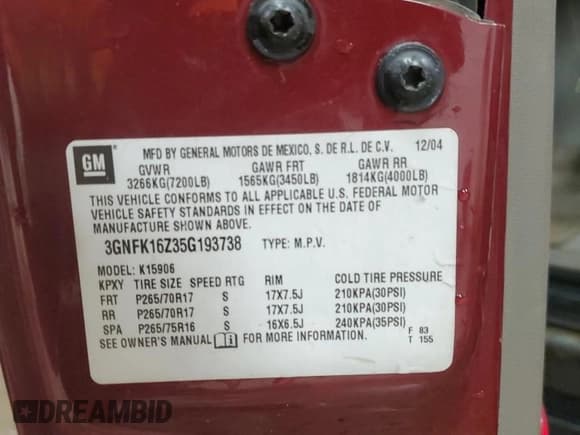 GM
MFD BY GENERAL MOTORS DE MEXICO, S. DE R.L. DE C.V. 12/04
GVWR GAWR FRT GAWR RR
3266KG(7200LB) 1565KG(3450LB) 1814KG(4000LB)
THIS VEHICLE CONFORMS TO ALL APPLICABLE U.S. FEDERAL MOTOR
VEHICLE SAFETY STANDARDS IN EFFECT ON THE DATE OF
MANUFACTURE SHOWN ABOVE.
3GNFK16Z35G193738 TYPE: M.P.V.
MODEL: K15906
KPXY TIRE SIZE SPEED RTG RIM COLD TIRE PRESSURE
FRT P265/70R17 S 17X7.5J 210KPA(30PSI)
RR P265/70R17 S 17X7.5J 210KPA(30PSI)
SPA P265/75R16 S 16X6.5J 240KPA(35PSI)
SEE OWNER'S MANUAL i FOR MORE INFORMATION.
F 83
T 155
DREAMBID